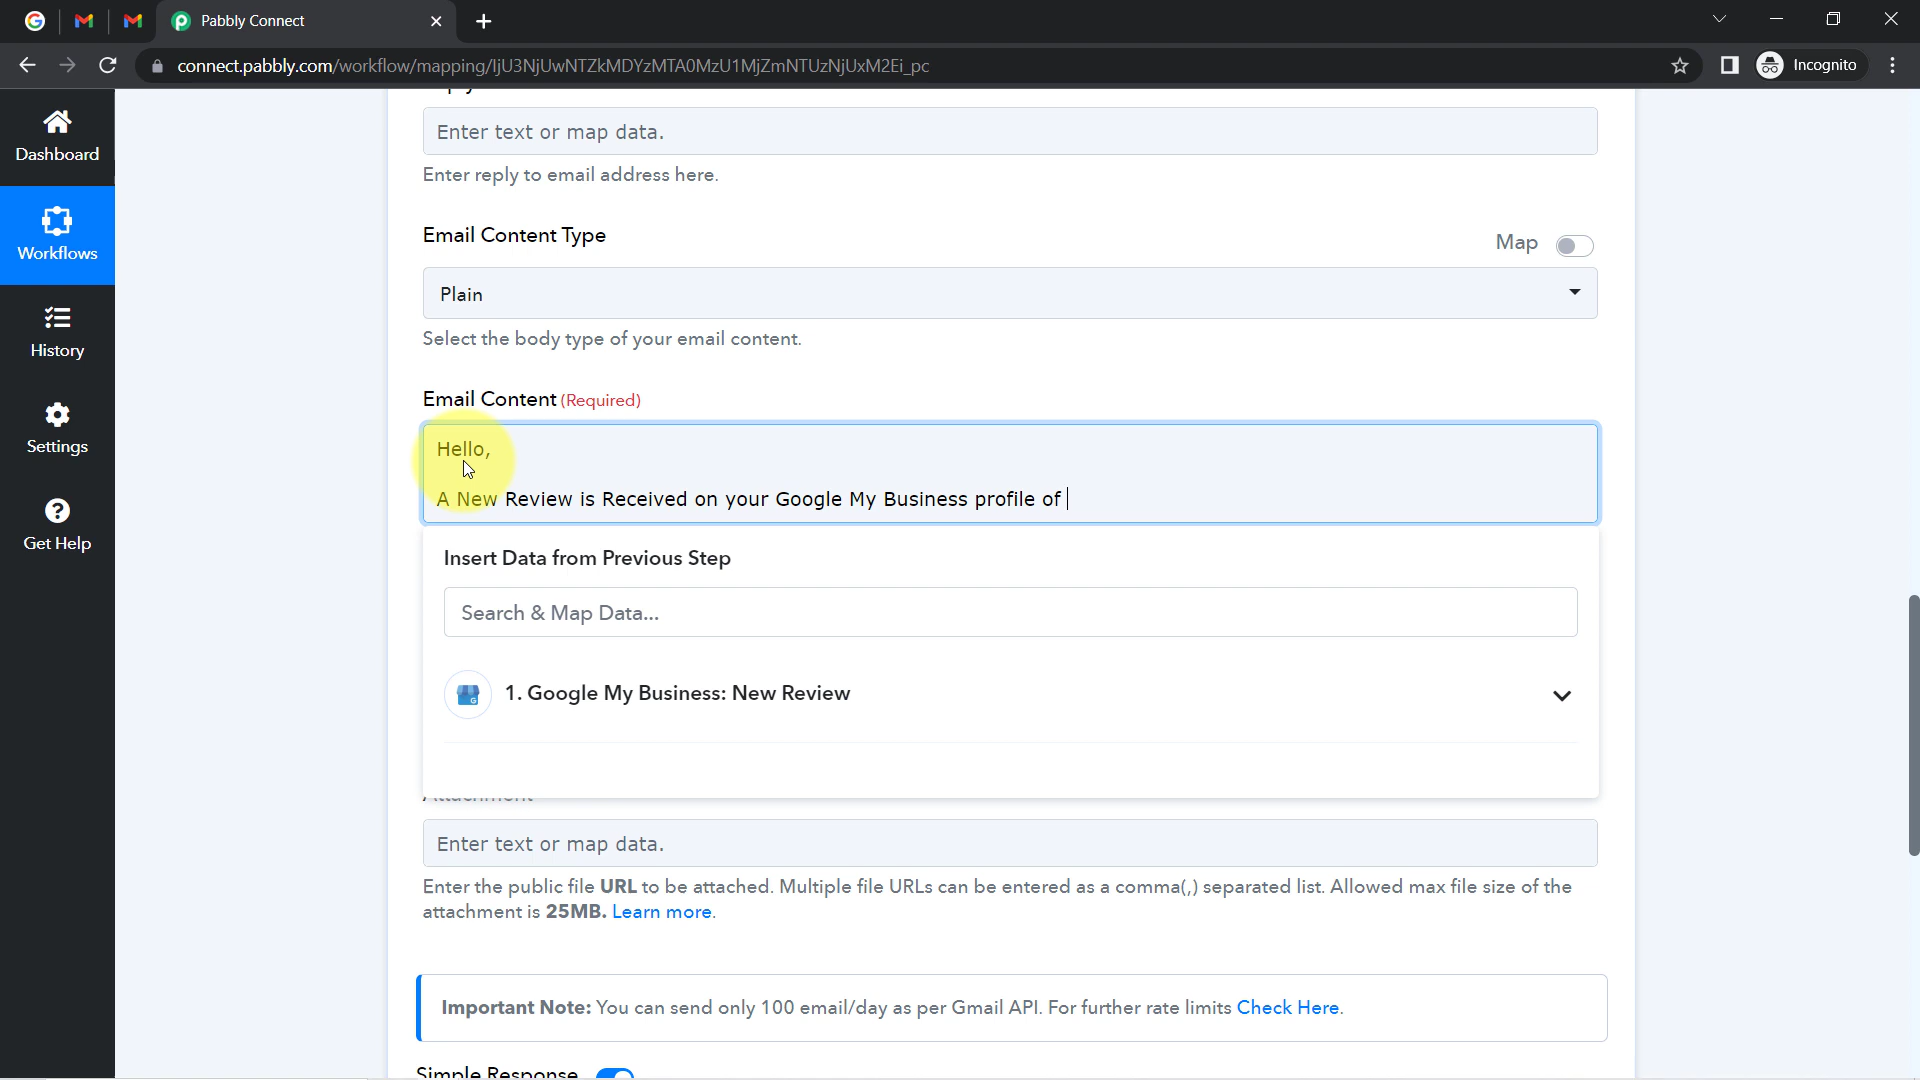 Pabbly Connect
connect.pabbly.com/workflow/mapping/IjU3NjUwNTZkMDYzMTA0MzU1MjZmNTUzNjUxM2Ei_pc
Incognito
Dashboard
Workflows
History
Settings
Get Help
Enter text or map data.
Enter reply to email address here.
Email Content Type
Map
Plain
Select the body type of your email content.
Email Content (Required)
Hello,
A New Review is Received on your Google My Business profile of
Insert Data from Previous Step
Search & Map Data...
1. Google My Business: New Review
Attachment
Enter text or map data.
Enter the public file URL to be attached. Multiple file URLs can be entered as a comma(,) separated list. Allowed max file size of the
attachment is 25MB. Learn more.
Important Note: You can send only 100 email/day as per Gmail API. For further rate limits Check Here.
Simple Response